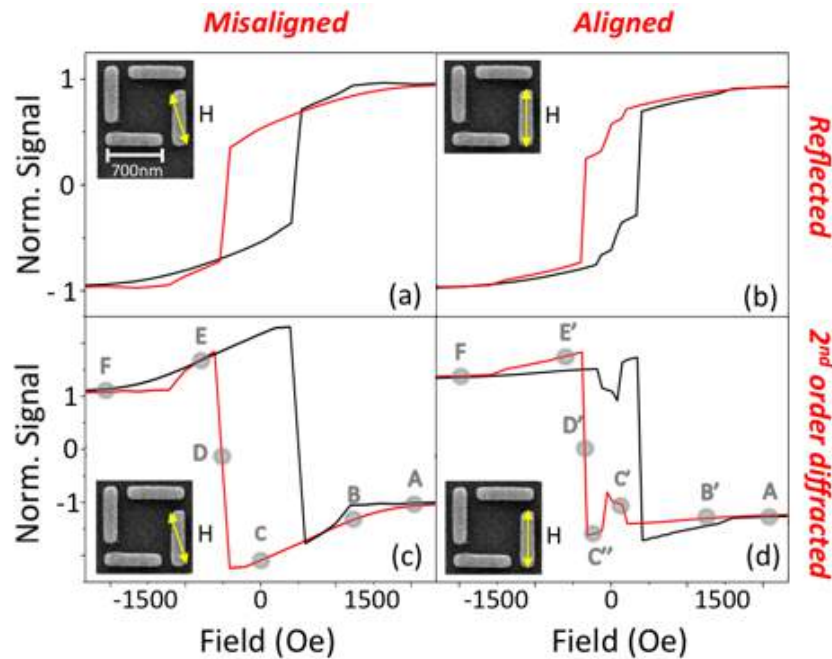 Misaligned
Aligned
1
0
- 1
Norm. Signal
H
700nm
(a)
H
(b)
Reflected
1
0
-1
Norm. Signal
F
E
D
C
B
A
H
(c)
F
E’
D’
C’
C’’
B’
A
H
(d)
2nd order diffracted
-1500
0
1500
-1500
0
1500
Field (Oe)
Field (Oe)